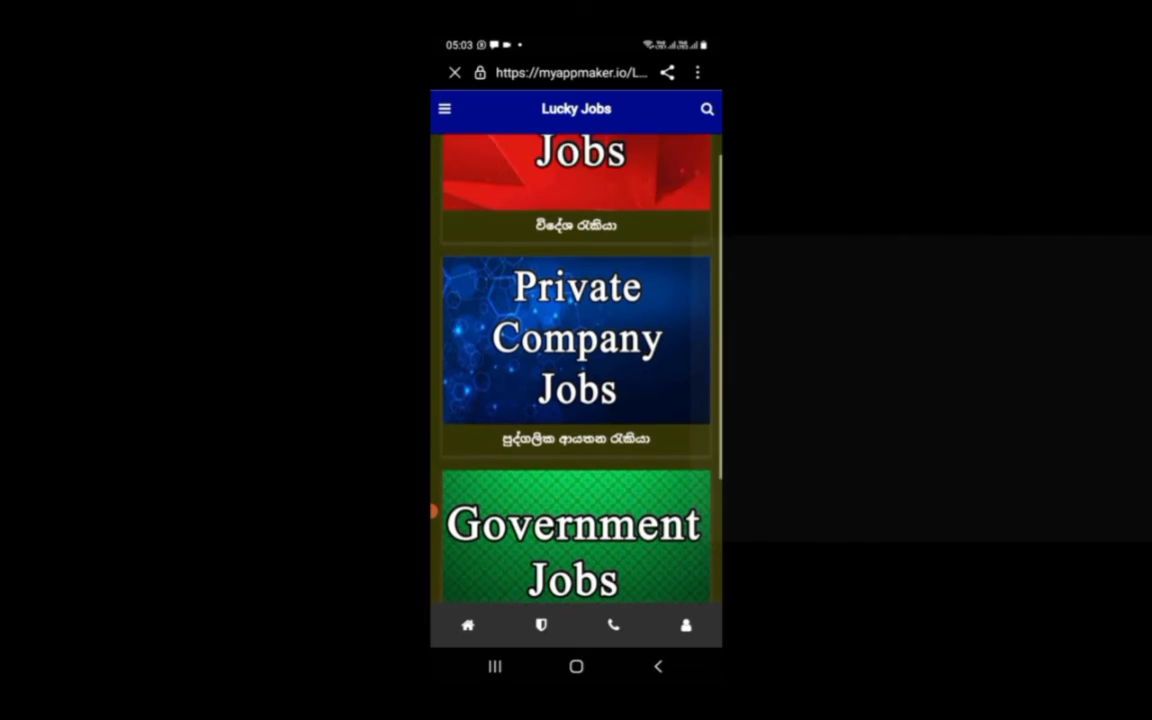 05:03
https://myappmaker.io/L...
Lucky Jobs
Jobs
විදේශ රැකියා
Private
Company
Jobs
පුද්ගලික ආයතන රැකියා
Government
Jobs